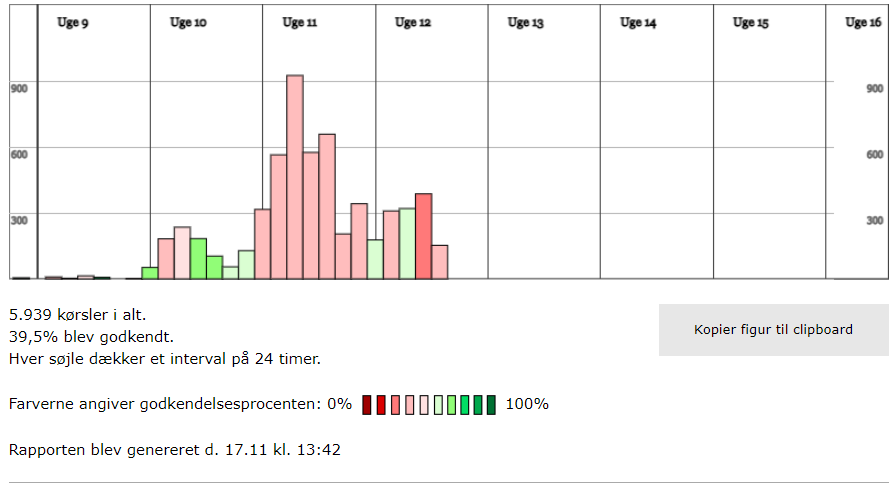 Uge 9 Uge 10 Uge 11 Uge 12 Uge 13 Uge 14 Uge 15 Uge 16
900 900
600 600
300 300
5.939 kørsler i alt.
39,5% blev godkendt.
Kopier figur til clipboard
Hver søjle dækker et interval på 24 timer.
Farverne angiver godkendelsesprocenten: 0% 100%
Rapporten blev genereret d. 17.11 kl. 13:42